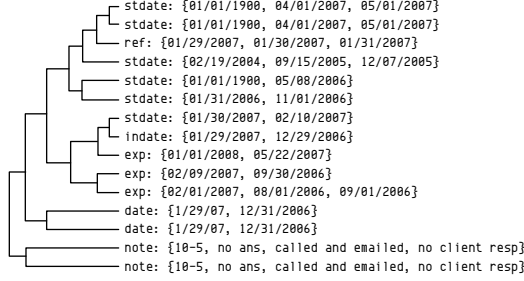 stdate: {01/01/1900, 04/01/2007, 05/01/2007}
stdate: {01/01/1900, 04/01/2007, 05/01/2007}
ref: {01/29/2007, 01/30/2007, 01/31/2007}
stdate: {02/19/2004, 09/15/2005, 12/07/2005}
stdate: {01/01/1900, 05/08/2006}
stdate: {01/31/2006, 11/01/2006}
stdate: {01/30/2007, 02/10/2007}
indate: {01/29/2007, 12/29/2006}
exp: {01/01/2008, 05/22/2007}
exp: {02/09/2007, 09/30/2006}
exp: {02/01/2007, 08/01/2006, 09/01/2006}
date: {1/29/07, 12/31/2006}
date: {1/29/07, 12/31/2006}
note: {10-5, no ans, called and emailed, no client resp}
note: {10-5, no ans, called and emailed, no client resp}